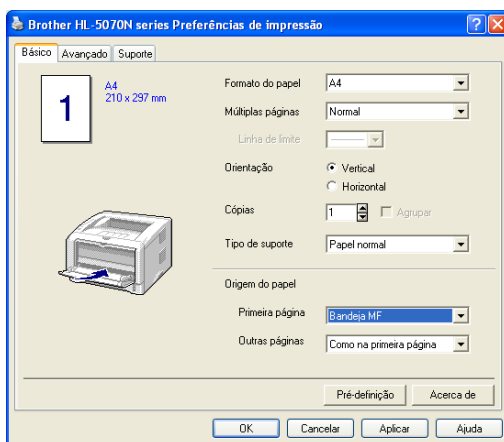 Brother HL-5070N series Preferências de impressão
Básico Avançado Suporte
1
A4
210 x 297 mm
Formato do papel A4
Múltiplas páginas Normal
Linha de limite
Orientação Vertical
Horizontal
Cópias 1 Agrupar
Tipo de suporte Papel normal
Origem do papel
Primeira página Bandeja MF
Outras páginas Como na primeira página
Pré-definição Acerca de
OK Cancelar Aplicar Ajuda